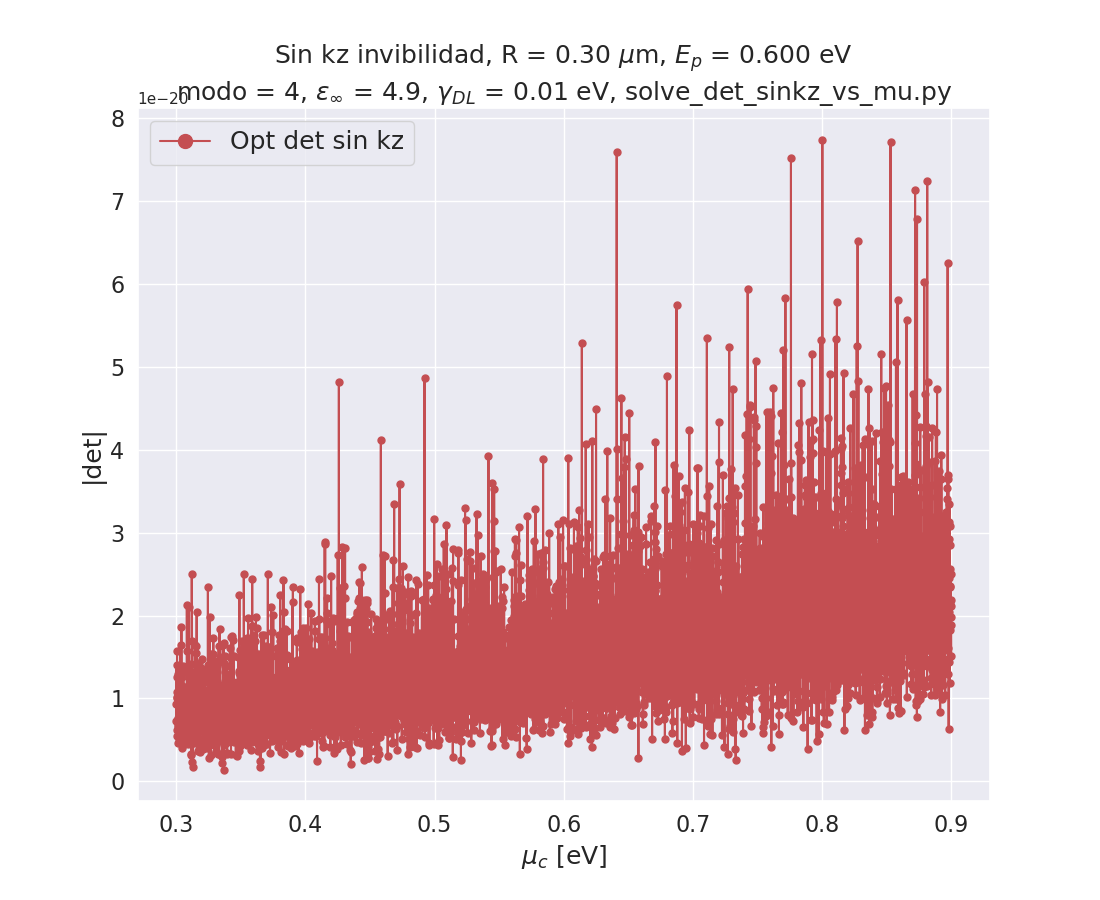 Sin kz invibilidad, R = 0.30 μm, E_p = 0.600 eV
modo = 4, ε_∞ = 4.9, γ_DL = 0.01 eV, solve_det_sinkz_vs_mu.py
1e−20
Opt det sin kz
8
7
6
5
4
3
2
1
0
|det|
0.3 0.4 0.5 0.6 0.7 0.8 0.9
μ_c [eV]